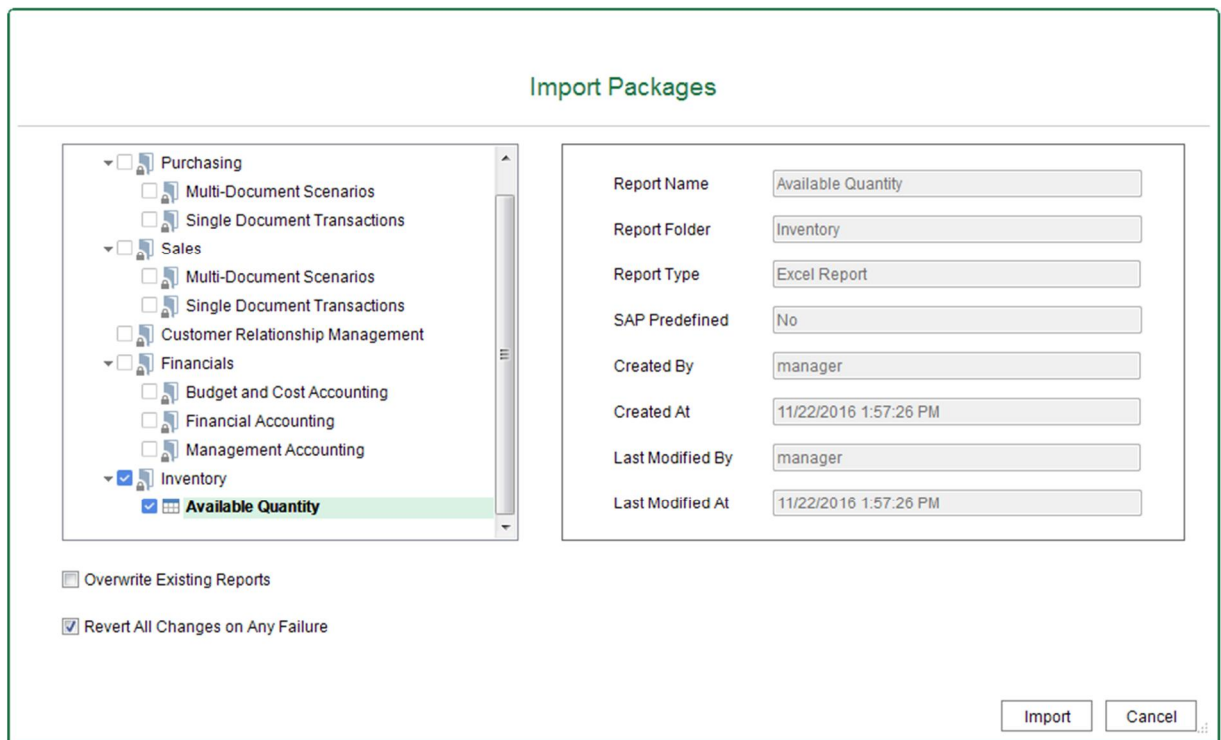 Import Packages
Purchasing
Multi-Document Scenarios
Single Document Transactions
Sales
Multi-Document Scenarios
Single Document Transactions
Customer Relationship Management
Financials
Budget and Cost Accounting
Financial Accounting
Management Accounting
Inventory
Available Quantity
Report Name Available Quantity
Report Folder Inventory
Report Type Excel Report
SAP Predefined No
Created By manager
Created At 11/22/2016 1:57:26 PM
Last Modified By manager
Last Modified At 11/22/2016 1:57:26 PM
Overwrite Existing Reports
Revert All Changes on Any Failure
Import Cancel